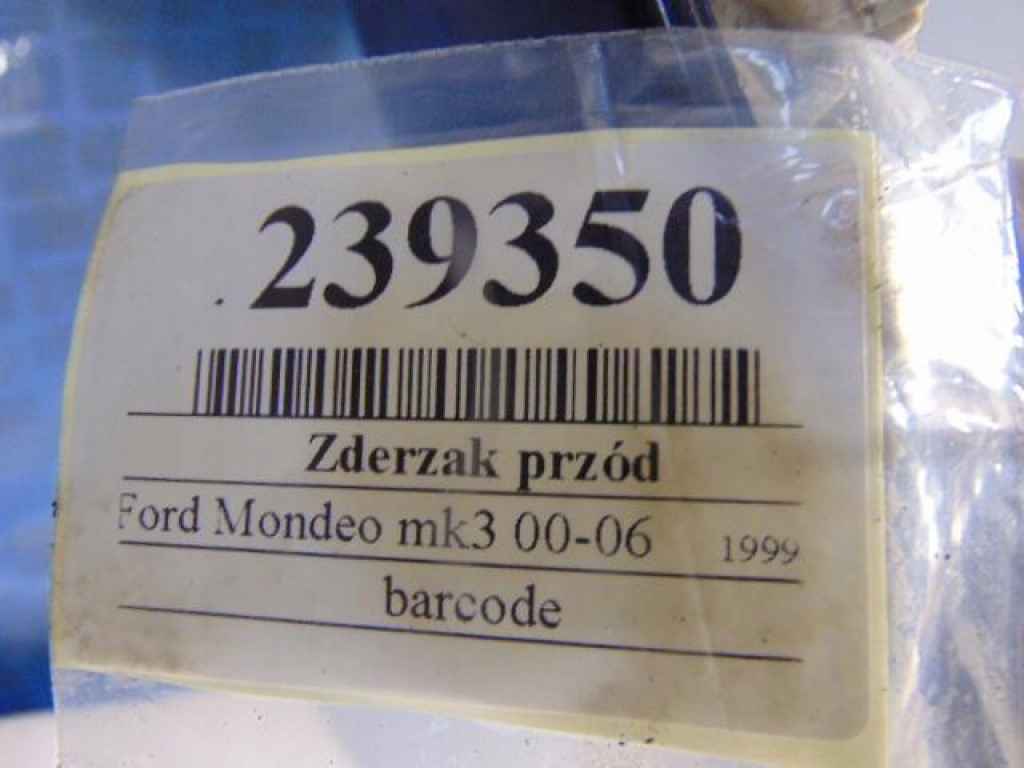 239350
Zderzak przód
Ford Mondeo mk3 00-06 1999
barcode